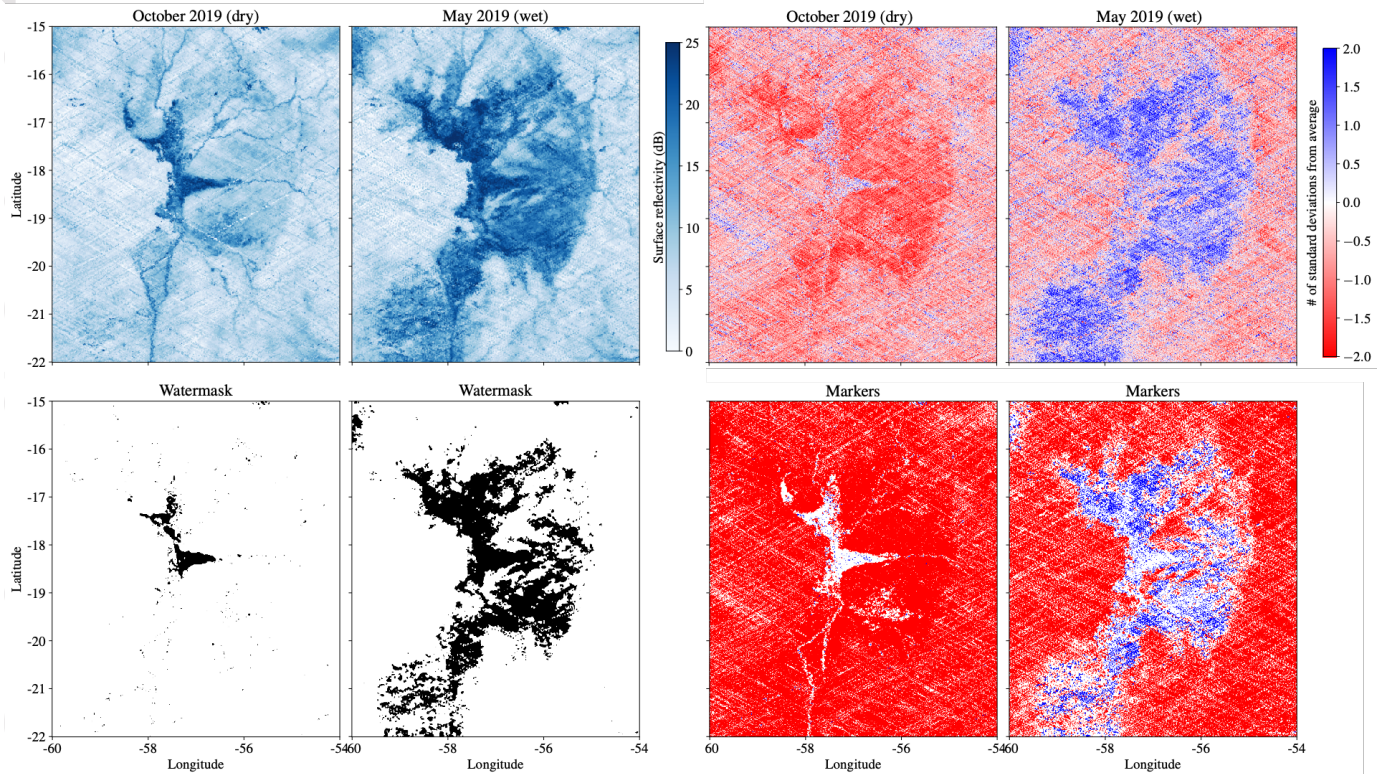 October 2019 (dry)
May 2019 (wet)
October 2019 (dry)
May 2019 (wet)
-15
-16
-17
-18
-19
-20
-21
-22
Latitude
25
20
15
10
5
0
Surface reflectivity (dB)
2.0
1.5
1.0
0.5
0.0
−0.5
−1.0
−1.5
−2.0
# of standard deviations from average
Watermask
Watermask
Markers
Markers
-15
-16
-17
-18
-19
-20
-21
-22
Latitude
-60
-58
-56
-5460
-58
-56
-54
60
-58
-56
-5460
-58
-56
-54
Longitude
Longitude
Longitude
Longitude